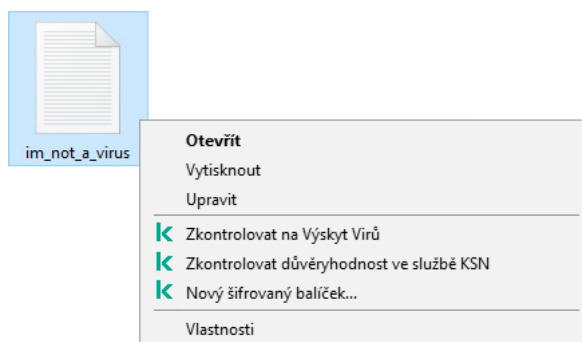 im_not_a_virus
Otevřít
Vytisknout
Upravit
Zkontrolovat na Výskyt Virů
Zkontrolovat důvěryhodnost ve službě KSN
Nový šifrovaný balíček...
Vlastnosti